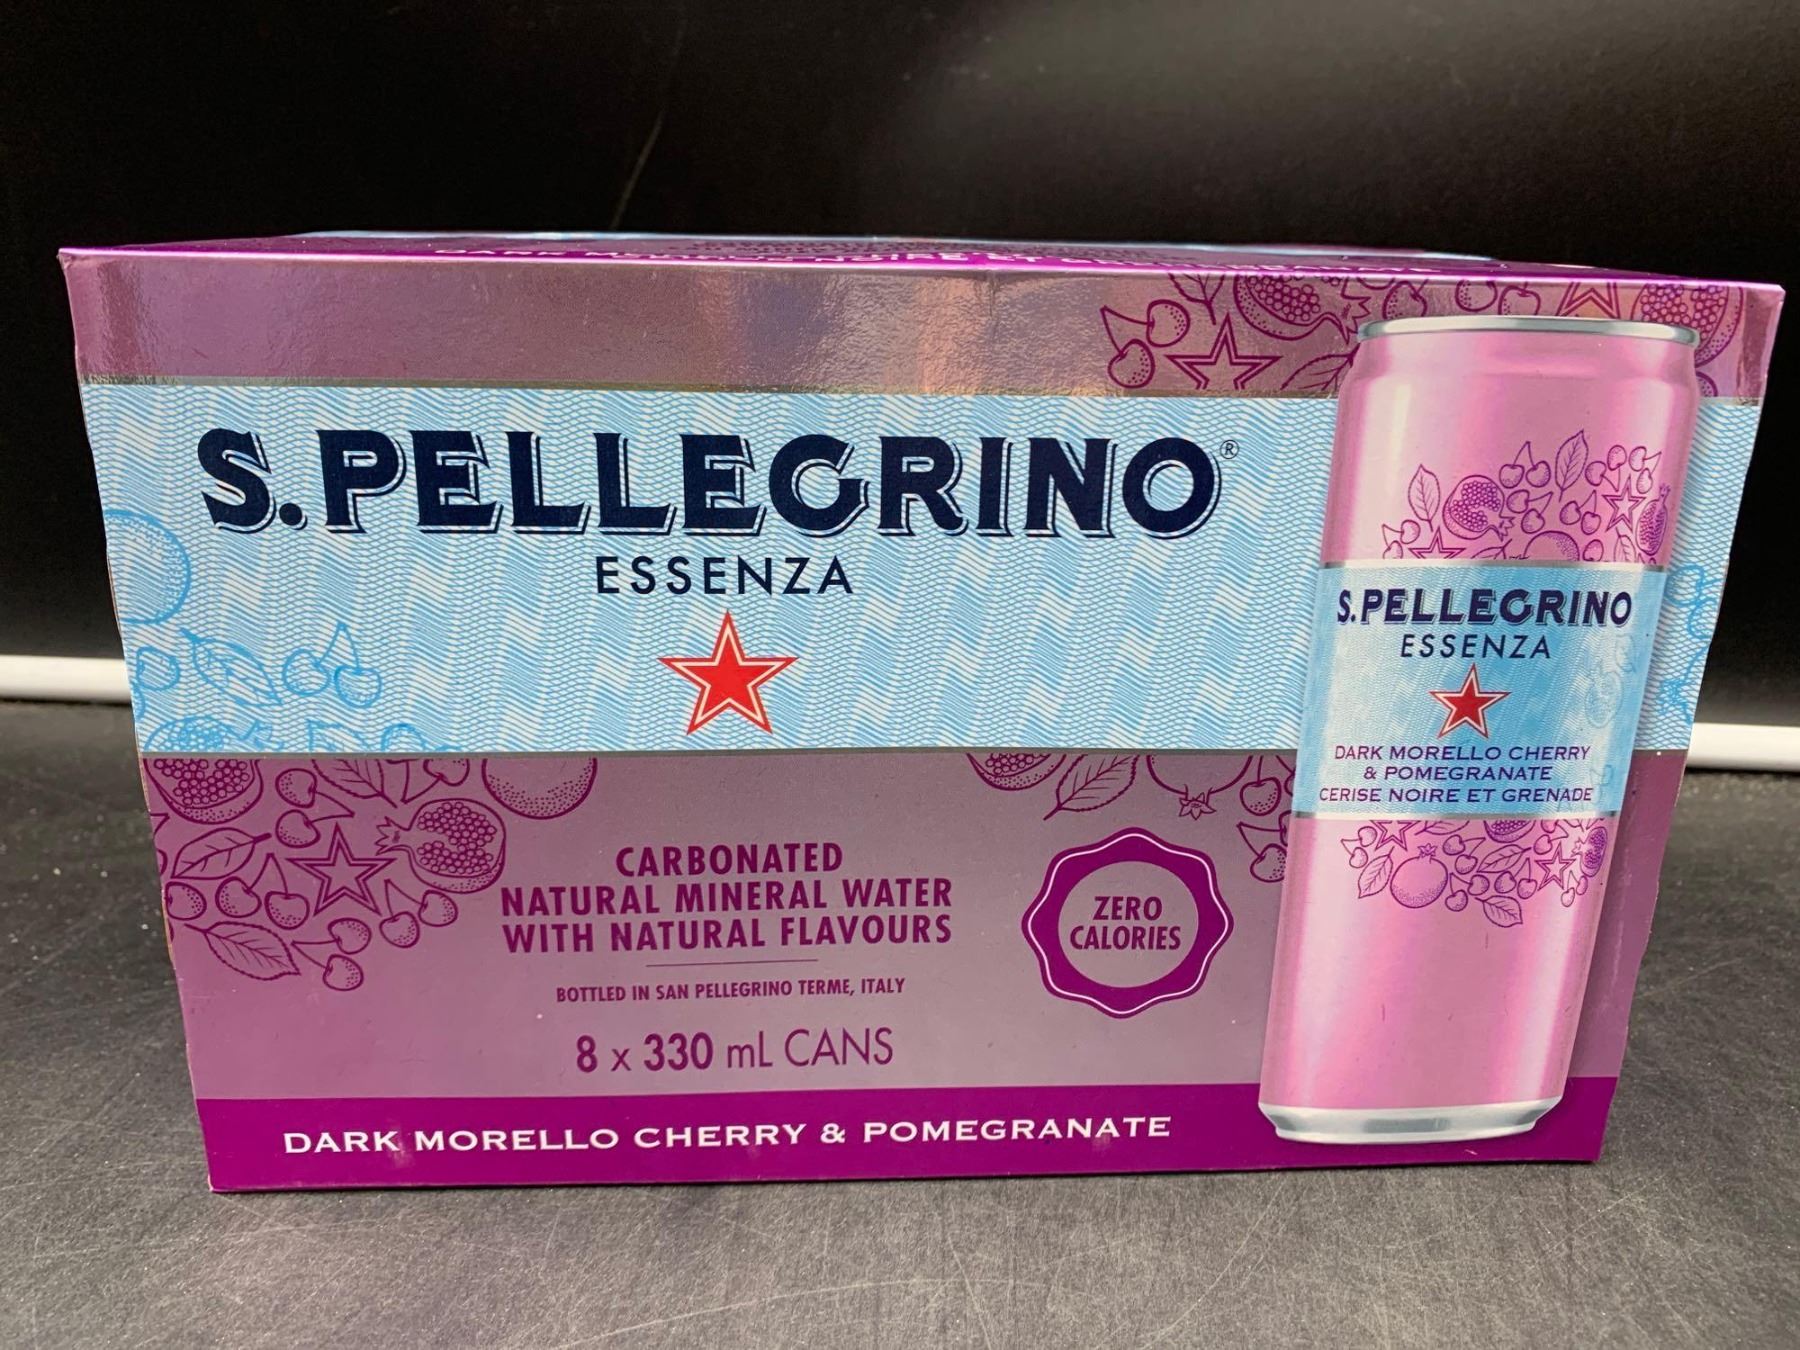 S.PELLEGRINO®
ESSENZA
CARBONATED
NATURAL MINERAL WATER
WITH NATURAL FLAVOURS
BOTTLED IN SAN PELLEGRINO TERME, ITALY
8 x 330 mL CANS
ZERO
CALORIES
DARK MORELLO CHERRY & POMEGRANATE
S.PELLEGRINO
ESSENZA
DARK MORELLO CHERRY
& POMEGRANATE
CERISE NOIRE ET GRENADE